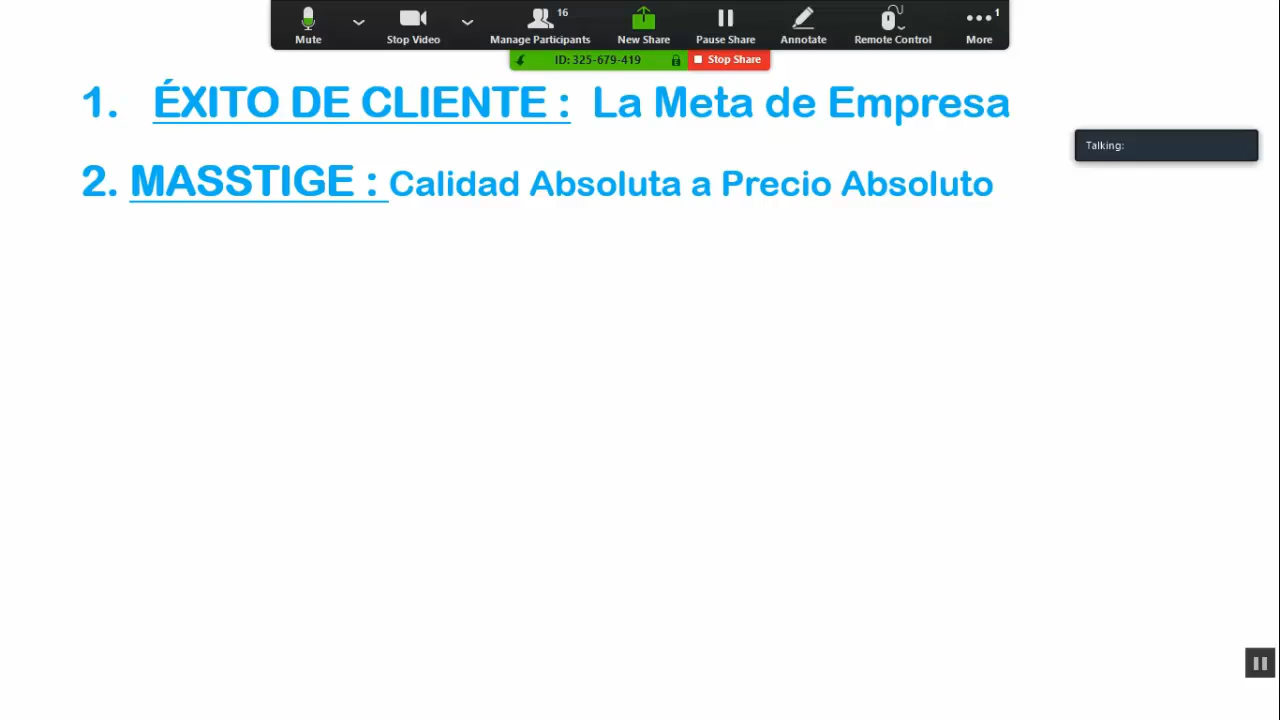 16
1
Mute Stop Video Manage Participants New Share Pause Share Annotate Remote Control More
ID: 325-679-419 Stop Share
1. ÉXITO DE CLIENTE : La Meta de Empresa
Talking:
2. MASSTIGE : Calidad Absoluta a Precio Absoluto